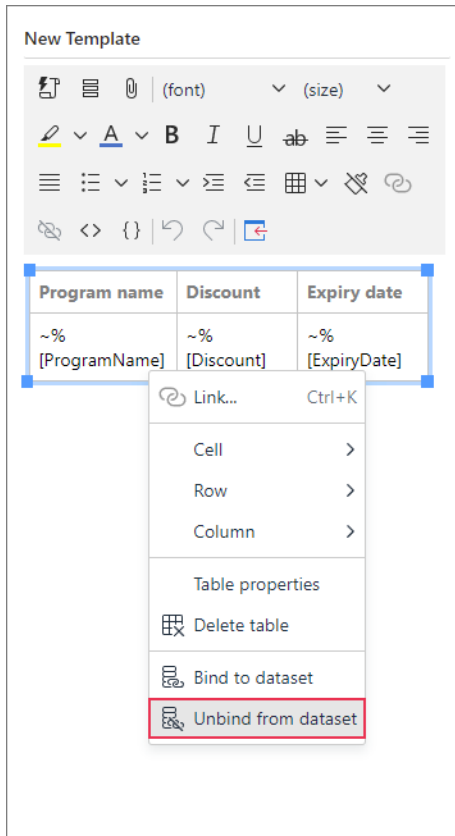 New Template
(font) (size)
A B I U ab
<> {}
Program name Discount Expiry date
~% ~% ~%
[ProgramName] [Discount] [ExpiryDate]
Link... Ctrl+K
Cell
Row
Column
Table properties
Delete table
Bind to dataset
Unbind from dataset